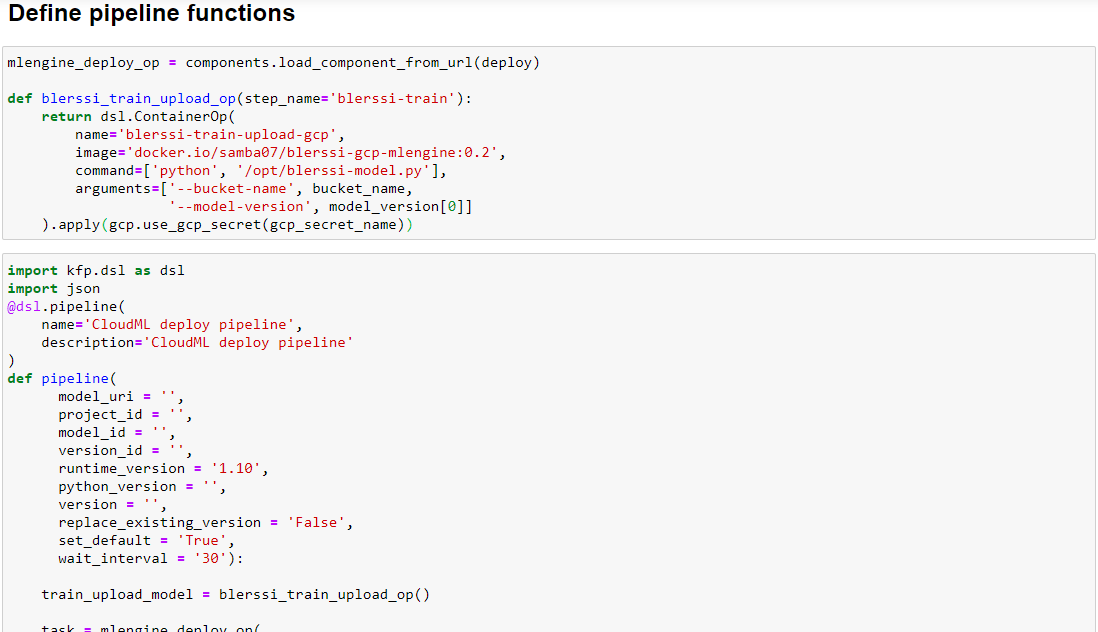 Define pipeline functions
mlengine_deploy_op = components.load_component_from_url(deploy)
def blerssi_train_upload_op(step_name='blerssi-train'):
    return dsl.ContainerOp(
        name='blerssi-train-upload-gcp',
        image='docker.io/samba07/blerssi-gcp-mlengine:0.2',
        command=['python', '/opt/blerssi-model.py'],
        arguments=['--bucket-name', bucket_name,
                   '--model-version', model_version[0]]
    ).apply(gcp.use_gcp_secret(gcp_secret_name))
import kfp.dsl as dsl
import json
@dsl.pipeline(
    name='CloudML deploy pipeline',
    description='CloudML deploy pipeline'
)
def pipeline(
      model_uri = '',
      project_id = '',
      model_id = '',
      version_id = '',
      runtime_version = '1.10',
      python_version = '',
      version = '',
      replace_existing_version = 'False',
      set_default = 'True',
      wait_interval = '30'):
    train_upload_model = blerssi_train_upload_op()
    task = mlengine_deploy_op(